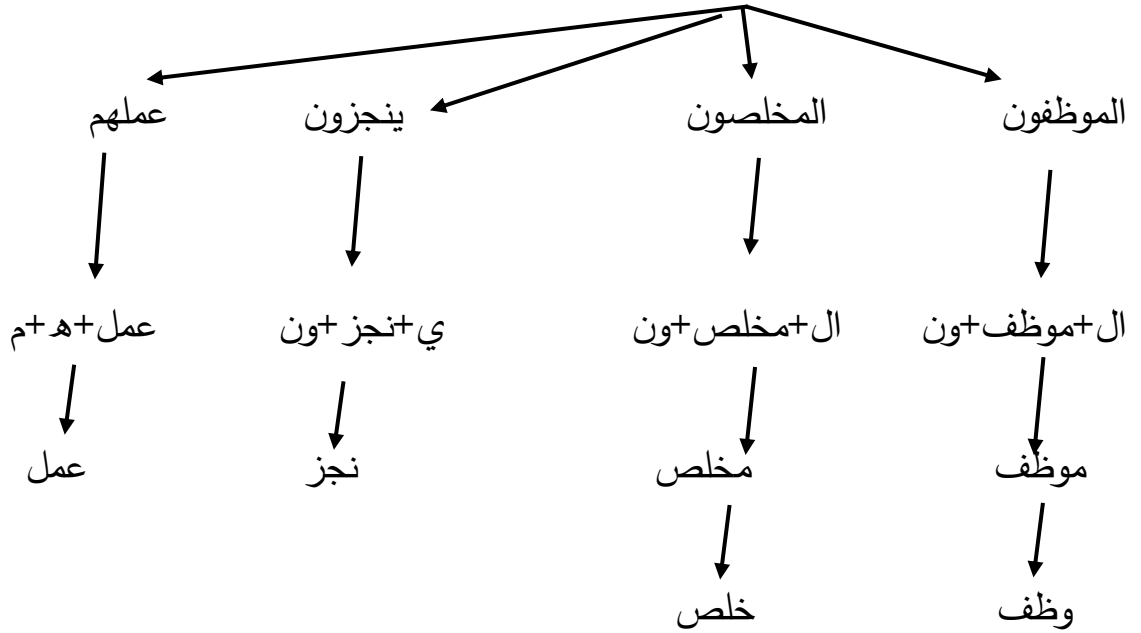 الموظفون المخلصون ينجزون عملهم
ال+موظف+ون ال+مخلص+ون ي+نجز+ون عمل+ه+م
موظف مخلص نجز عمل
وظف خلص